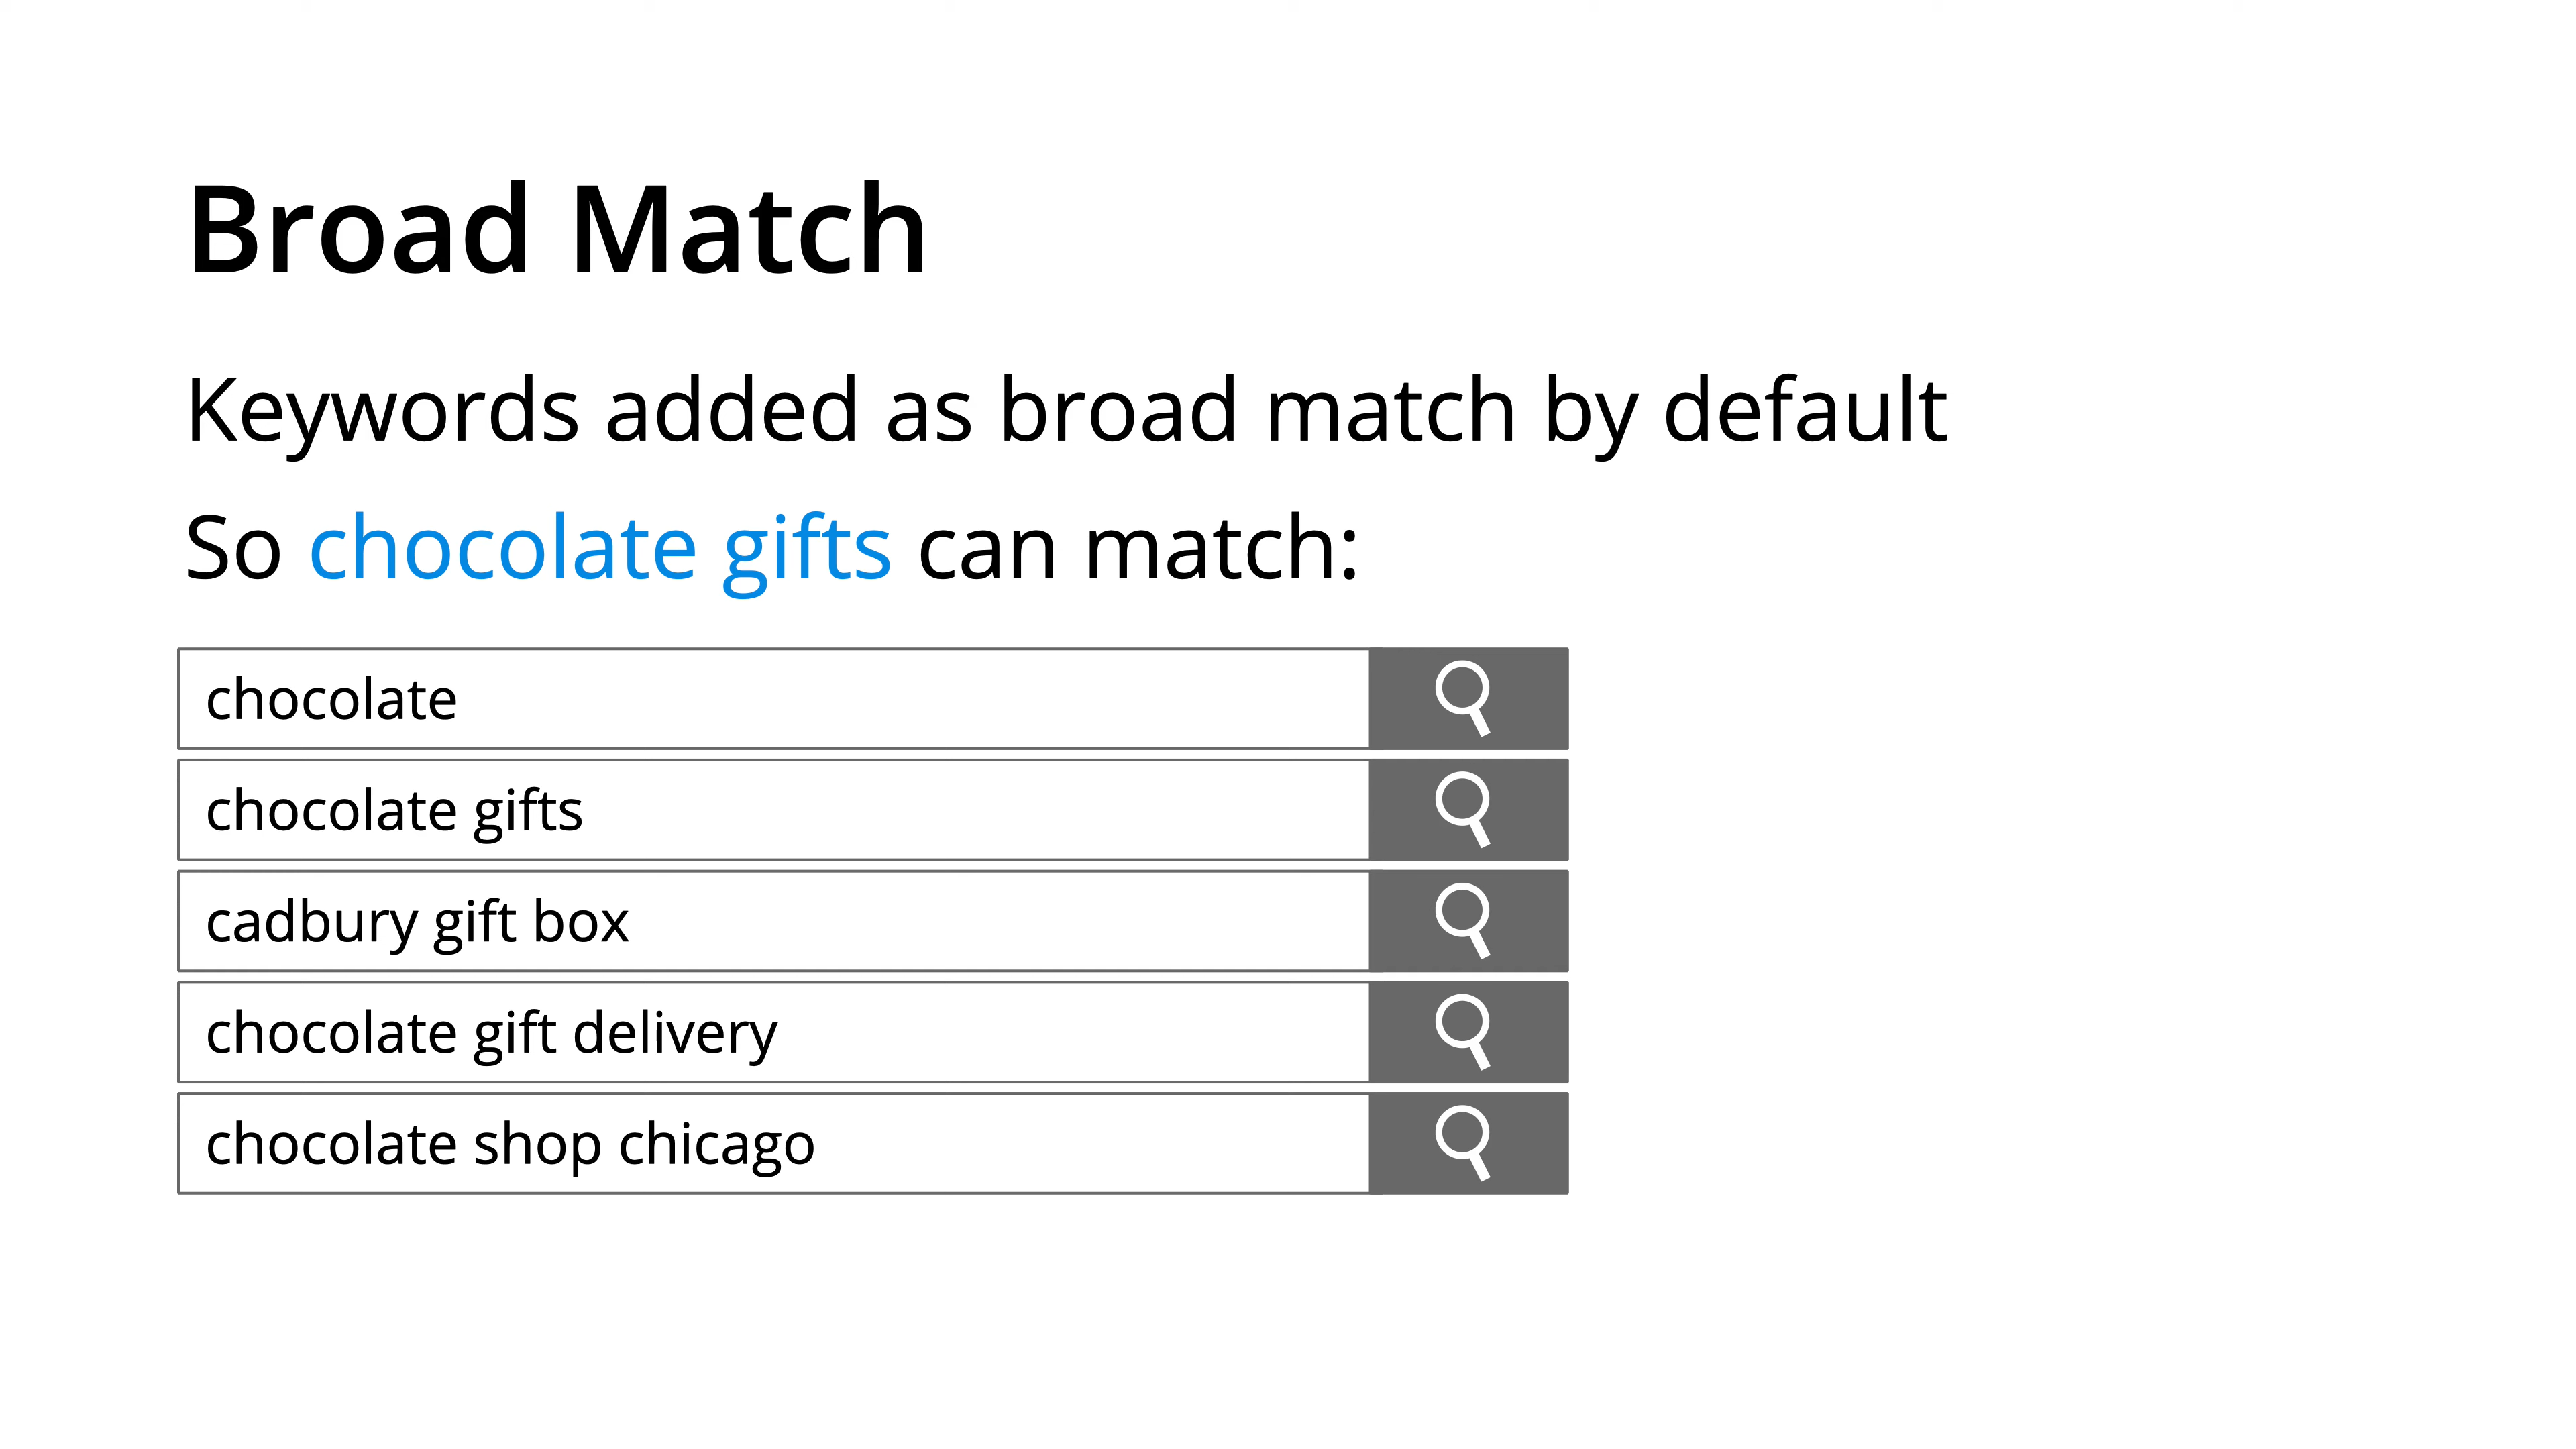 Broad Match
Keywords added as broad match by default
So chocolate gifts can match:
chocolate
chocolate gifts
cadbury gift box
chocolate gift delivery
chocolate shop chicago